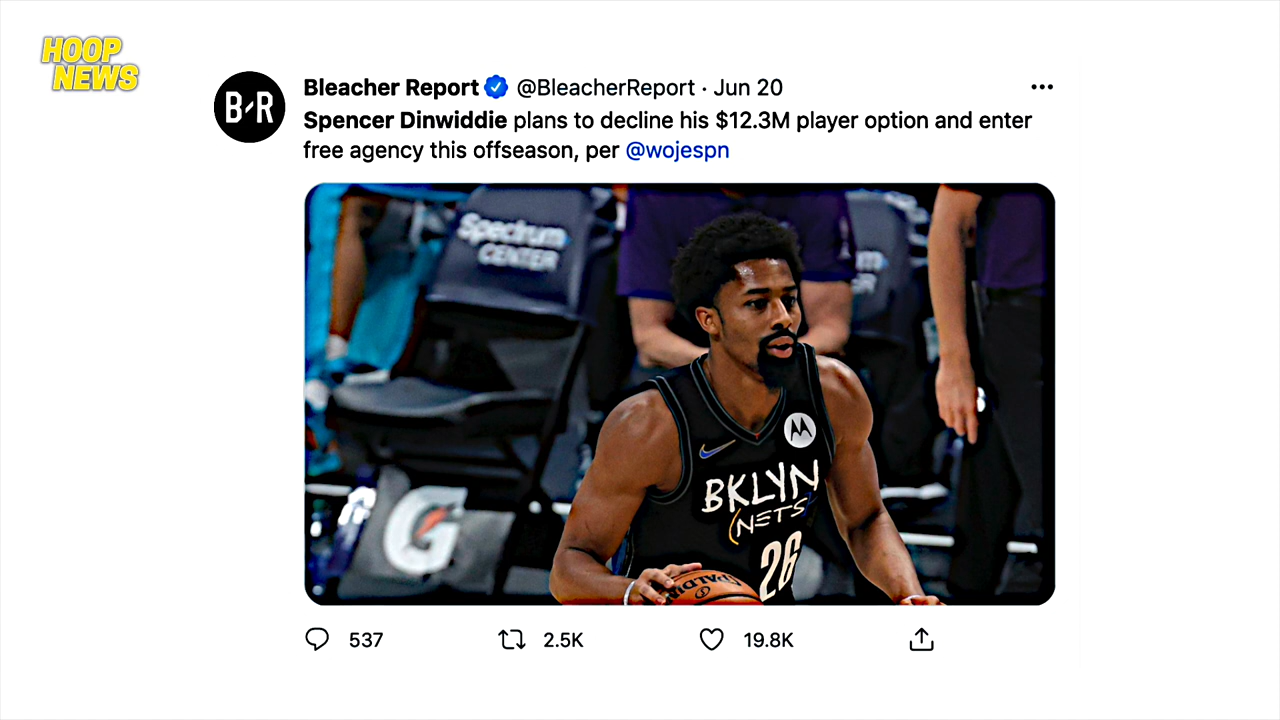 HOOP
NEWS
B R
Bleacher Report @BleacherReport · Jun 20
Spencer Dinwiddie plans to decline his $12.3M player option and enter
free agency this offseason, per @wojespn
Spectrum
CENTER
G
BKLYN
NETS
26
SPALDING
537 2.5K 19.8K